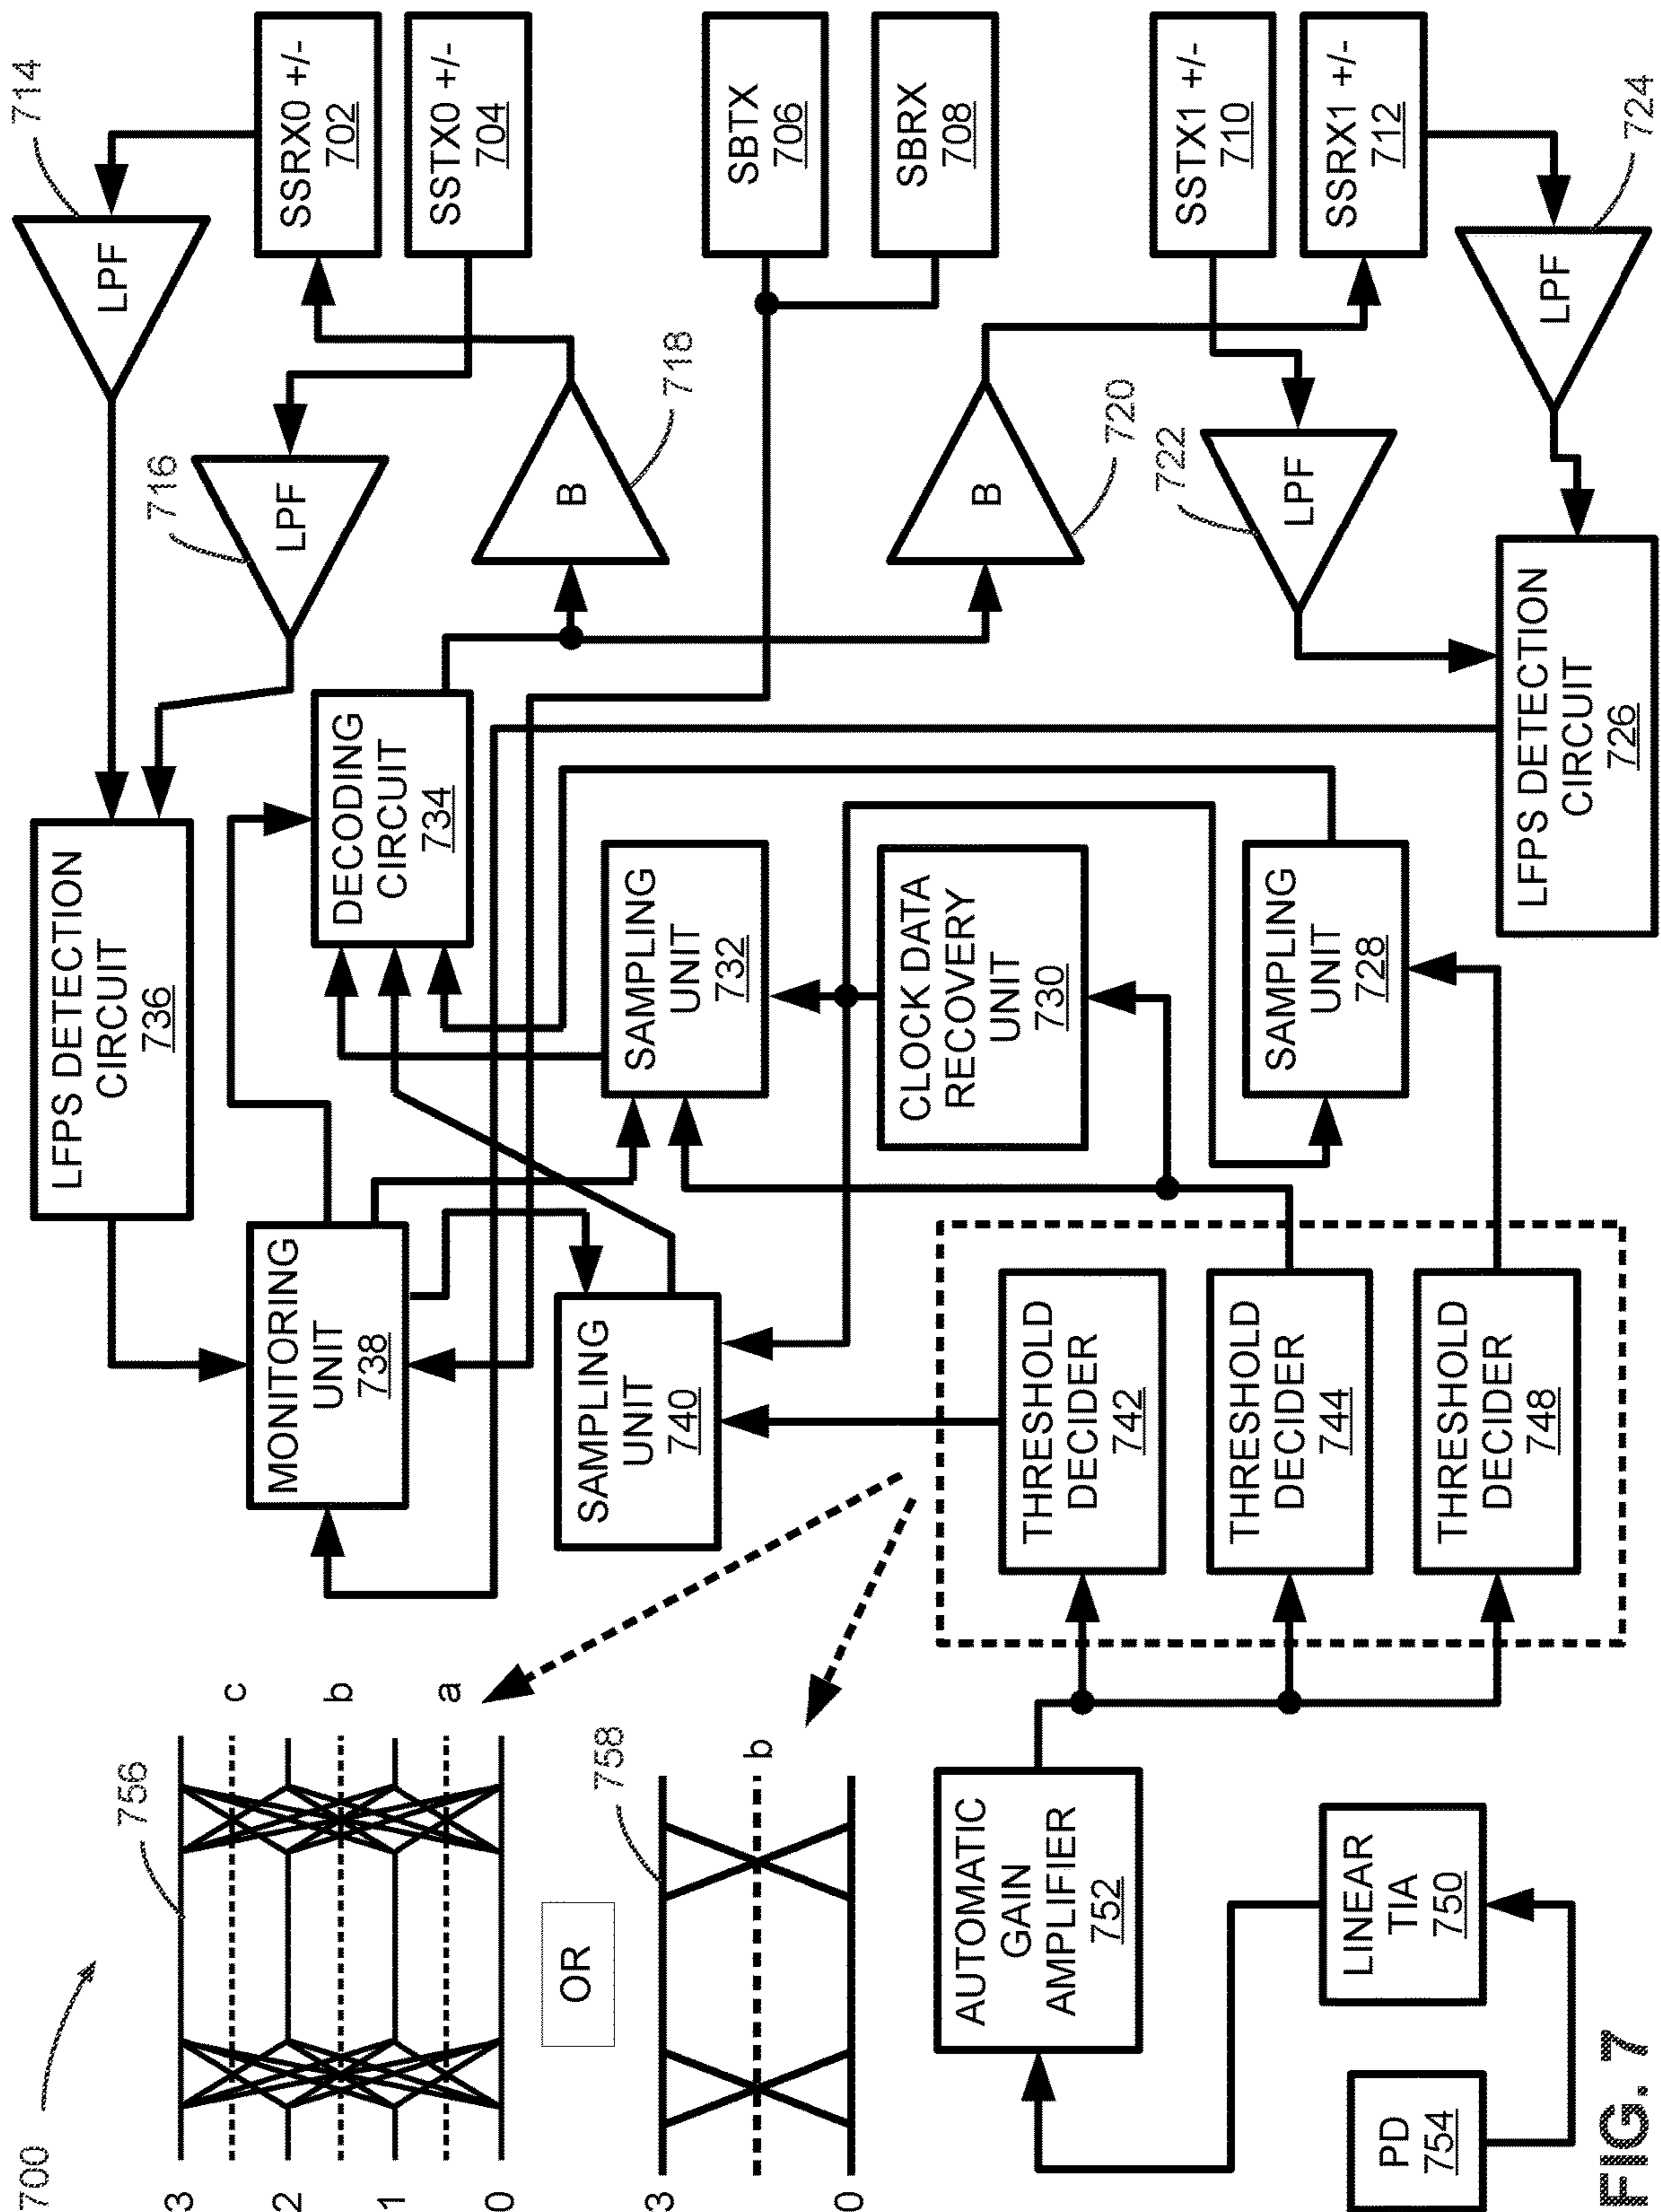 700
3
2
1
0
756
c
b
a
OR
3
0
758
b
PD
754
LINEAR
TIA
750
AUTOMATIC
GAIN
AMPLIFIER
752
THRESHOLD
DECIDER
742
THRESHOLD
DECIDER
744
THRESHOLD
DECIDER
748
MONITORING
UNIT
738
SAMPLING
UNIT
740
LFPS DETECTION
CIRCUIT
736
DECODING
CIRCUIT
734
SAMPLING
UNIT
732
CLOCK DATA
RECOVERY
UNIT
730
SAMPLING
UNIT
728
LFPS DETECTION
CIRCUIT
726
LPF
714
LPF
716
B
718
B
720
LPF
722
LPF
724
SSRX0 +/-
702
SSTX0 +/-
704
SBTX
706
SBRX
708
SSTX1 +/-
710
SSRX1 +/-
712
FIG. 7